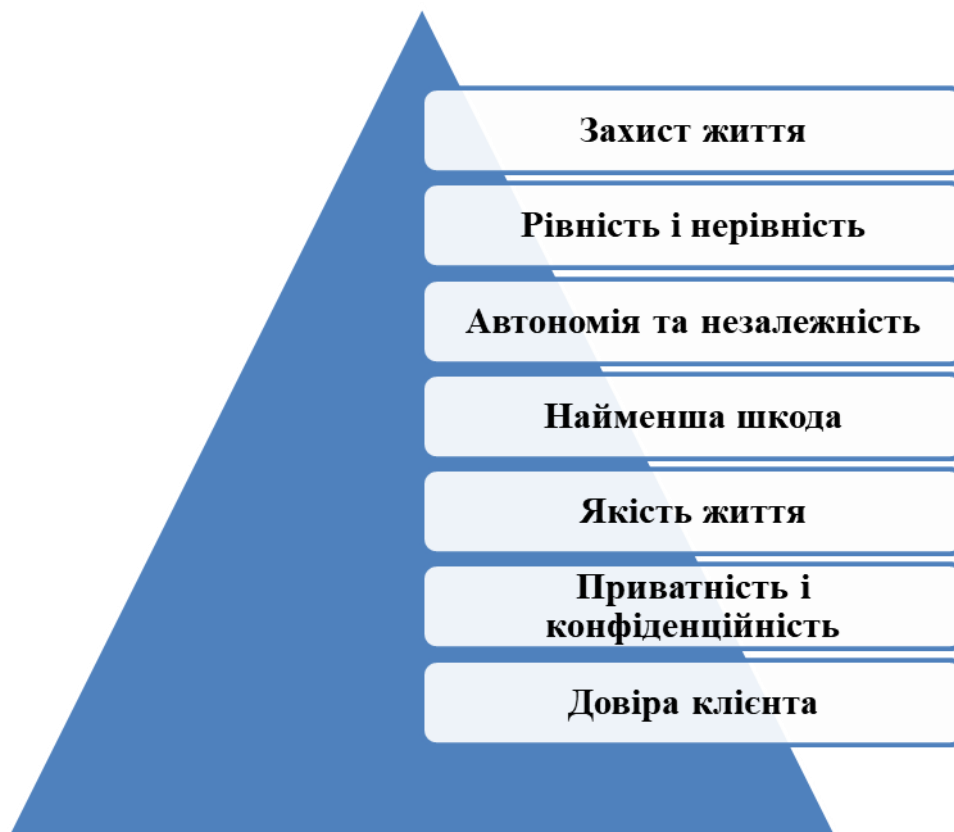 Захист життя
Рівність і нерівність
Автономія та незалежність
Найменша шкода
Якість життя
Приватність і
конфіденційність
Довіра клієнта